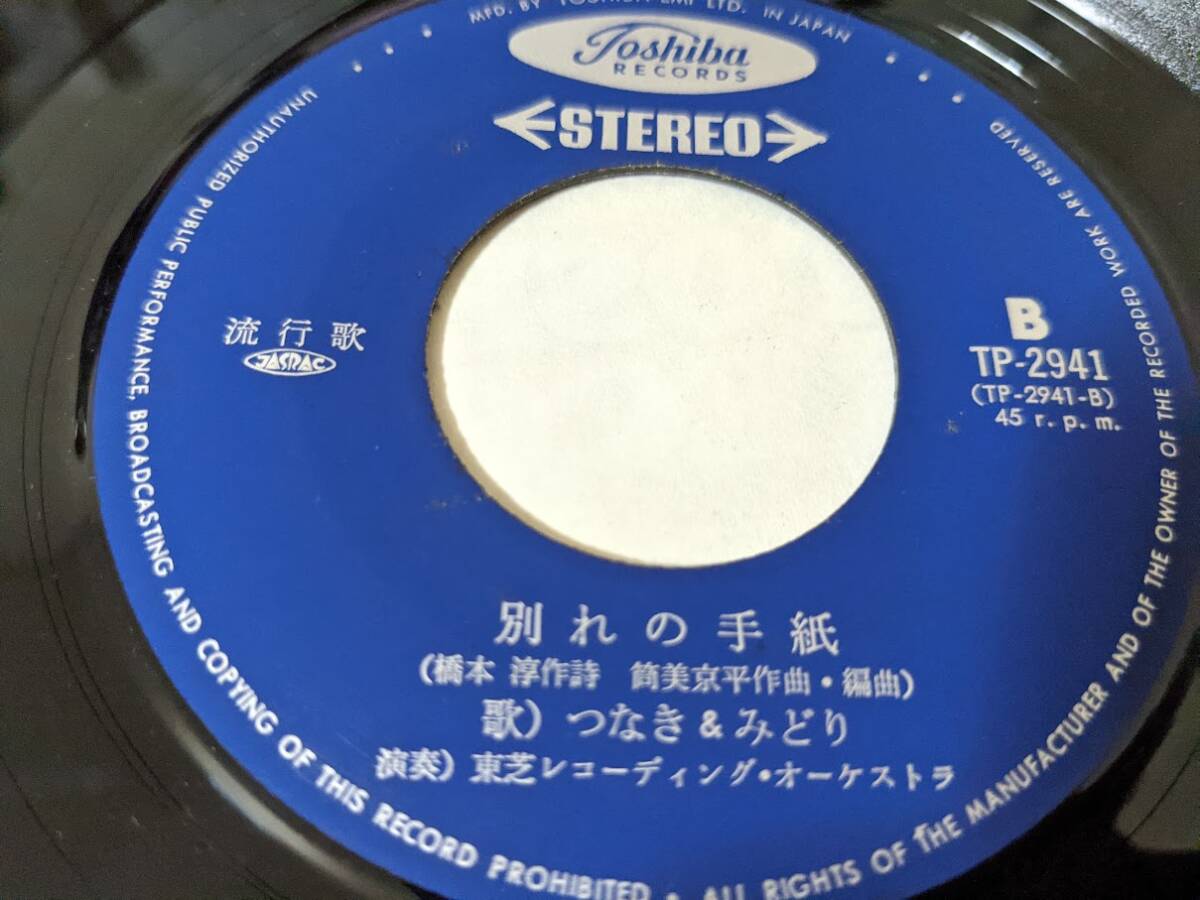 MFD. BY TOSHIBA EMI LTD. IN JAPAN
Toshiba
RECORDS
STEREO
流行歌
JASRAC
B
TP-2941
(TP-2941-B)
45 r.p.m.
別れの手紙
(橋本 淳作詩 筒美京平作曲・編曲)
歌) つなき&みどり
演奏) 東芝レコーディング・オーケストラ
UNAUTHORIZED PUBLIC PERFORMANCE, BROADCASTING AND COPYING OF THIS RECORD PROHIBITED • ALL RIGHTS OF THE MANUFACTURER AND OF THE OWNER OF THE RECORDED WORK ARE RESERVED